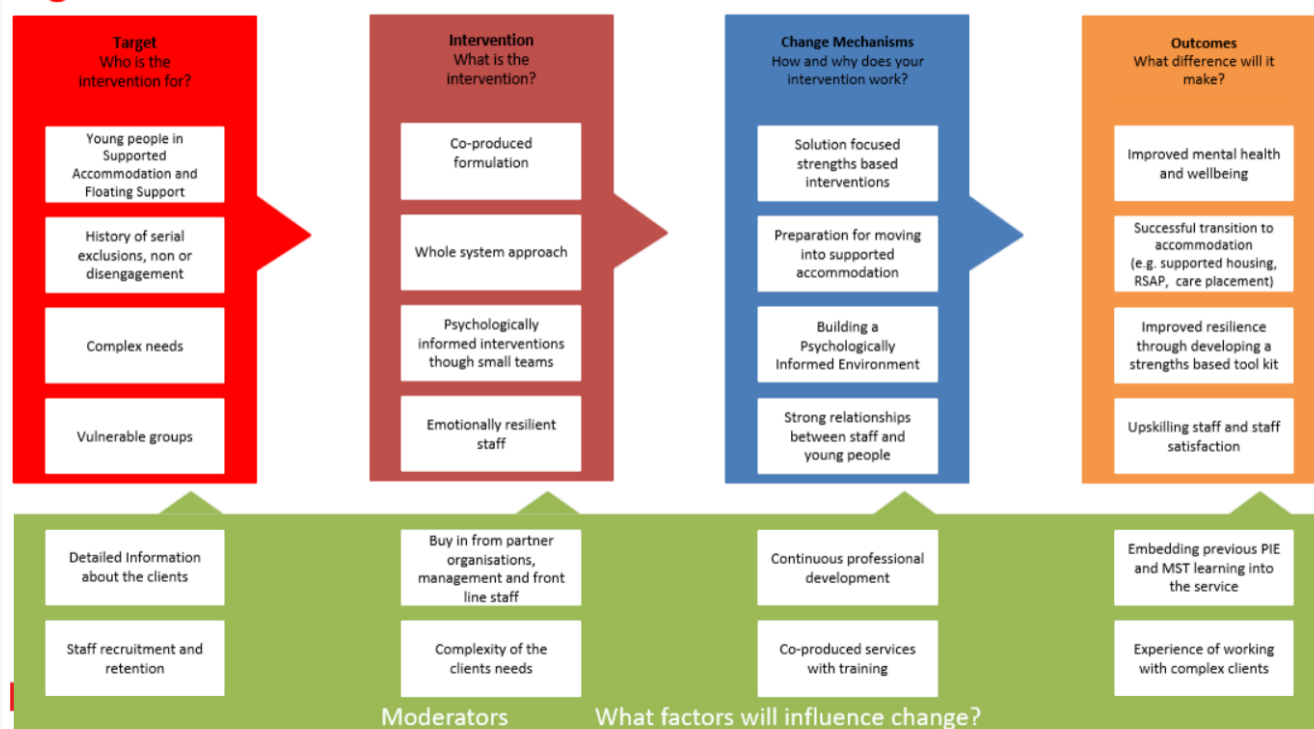 Target
Who is the
intervention for?
Young people in
Supported
Accommodation and
Floating Support
History of serial
exclusions, non or
disengagement
Complex needs
Vulnerable groups
Intervention
What is the
intervention?
Co-produced
formulation
Whole system approach
Psychologically
informed interventions
though small teams
Emotionally resilient
staff
Change Mechanisms
How and why does your
intervention work?
Solution focused
strengths based
interventions
Preparation for moving
into supported
accommodation
Building a
Psychologically
Informed Environment
Strong relationships
between staff and
young people
Outcomes
What difference will it
make?
Improved mental health
and wellbeing
Successful transition to
accommodation
(e.g. supported housing,
RSAP, care placement)
Improved resilience
through developing a
strengths based tool kit
Upskilling staff and staff
satisfaction
Detailed Information
about the clients
Staff recruitment and
retention
Buy in from partner
organisations,
management and front
line staff
Complexity of the
clients needs
Continuous professional
development
Co-produced services
with training
Embedding previous PIE
and MST learning into
the service
Experience of working
with complex clients
Moderators What factors will influence change?